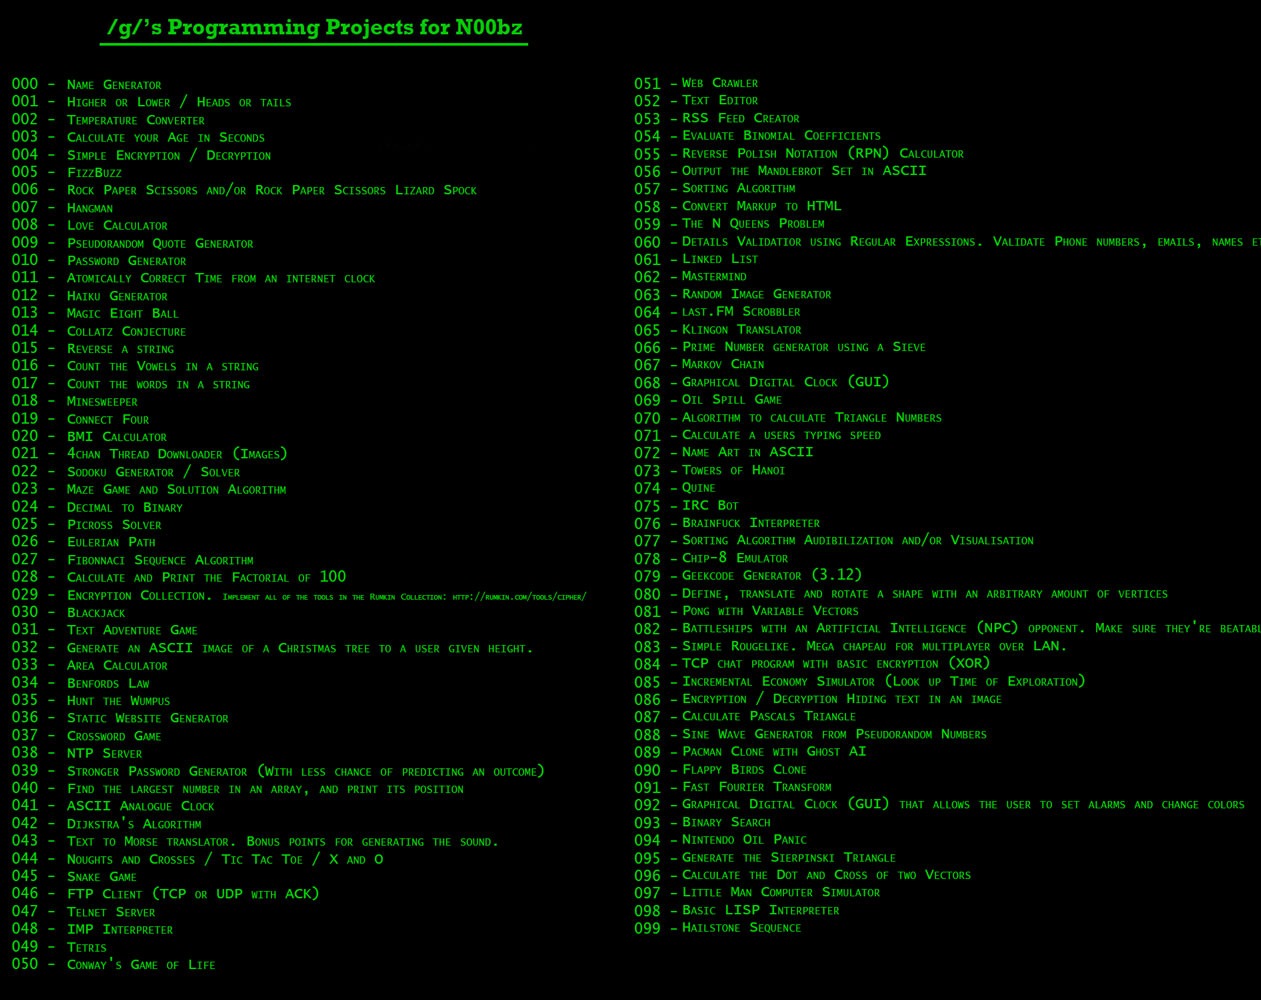 /g/'s Programming Projects for N00bz
000 - Name Generator
001 - Higher or Lower / Heads or tails
002 - Temperature Converter
003 - Calculate your Age in Seconds
004 - Simple Encryption / Decryption
005 - FizzBuzz
006 - Rock Paper Scissors and/or Rock Paper Scissors Lizard Spock
007 - Hangman
008 - Love Calculator
009 - Pseudorandom Quote Generator
010 - Password Generator
011 - Atomically Correct Time from an internet clock
012 - Haiku Generator
013 - Magic Eight Ball
014 - Collatz Conjecture
015 - Reverse a string
016 - Count the Vowels in a string
017 - Count the words in a string
018 - Minesweeper
019 - Connect Four
020 - BMI Calculator
021 - 4chan Thread Downloader (Images)
022 - Sodoku Generator / Solver
023 - Maze Game and Solution Algorithm
024 - Decimal to Binary
025 - Picross Solver
026 - Eulerian Path
027 - Fibonnaci Sequence Algorithm
028 - Calculate and Print the Factorial of 100
029 - Encryption Collection. Implement all of the tools in the Rumkin Collection: http://rumkin.com/tools/cipher/
030 - Blackjack
031 - Text Adventure Game
032 - Generate an ASCII image of a Christmas tree to a user given height.
033 - Area Calculator
034 - Benfords Law
035 - Hunt the Wumpus
036 - Static Website Generator
037 - Crossword Game
038 - NTP Server
039 - Stronger Password Generator (With less chance of predicting an outcome)
040 - Find the largest number in an array, and print its position
041 - ASCII Analogue Clock
042 - Dijkstra's Algorithm
043 - Text to Morse translator. Bonus points for generating the sound.
044 - Noughts and Crosses / Tic Tac Toe / X and O
045 - Snake Game
046 - FTP Client (TCP or UDP with ACK)
047 - Telnet Server
048 - IMP Interpreter
049 - Tetris
050 - Conway's Game of Life
051 - Web Crawler
052 - Text Editor
053 - RSS Feed Creator
054 - Evaluate Binomial Coefficients
055 - Reverse Polish Notation (RPN) Calculator
056 - Output the Mandlebrot Set in ASCII
057 - Sorting Algorithm
058 - Convert Markup to HTML
059 - The N Queens Problem
060 - Details Validatior using Regular Expressions. Validate Phone numbers, emails, names
061 - Linked List
062 - Mastermind
063 - Random Image Generator
064 - last.FM Scrobbler
065 - Klingon Translator
066 - Prime Number generator using a Sieve
067 - Markov Chain
068 - Graphical Digital Clock (GUI)
069 - Oil Spill Game
070 - Algorithm to calculate Triangle Numbers
071 - Calculate a users typing speed
072 - Name Art in ASCII
073 - Towers of Hanoi
074 - Quine
075 - IRC Bot
076 - Brainfuck Interpreter
077 - Sorting Algorithm Audibilization and/or Visualisation
078 - Chip-8 Emulator
079 - Geekcode Generator (3.12)
080 - Define, translate and rotate a shape with an arbitrary amount of vertices
081 - Pong with Variable Vectors
082 - Battleships with an Artificial Intelligence (NPC) opponent. Make sure they're
083 - Simple Rougelike. Mega chapeau for multiplayer over LAN.
084 - TCP chat program with basic encryption (XOR)
085 - Incremental Economy Simulator (Look up Time of Exploration)
086 - Encryption / Decryption Hiding text in an image
087 - Calculate Pascals Triangle
088 - Sine Wave Generator from Pseudorandom Numbers
089 - Pacman Clone with Ghost AI
090 - Flappy Birds Clone
091 - Fast Fourier Transform
092 - Graphical Digital Clock (GUI) that allows the user to set alarms and change colors
093 - Binary Search
094 - Nintendo Oil Panic
095 - Generate the Sierpinski Triangle
096 - Calculate the Dot and Cross of two Vectors
097 - Little Man Computer Simulator
098 - Basic LISP Interpreter
099 - Hailstone Sequence